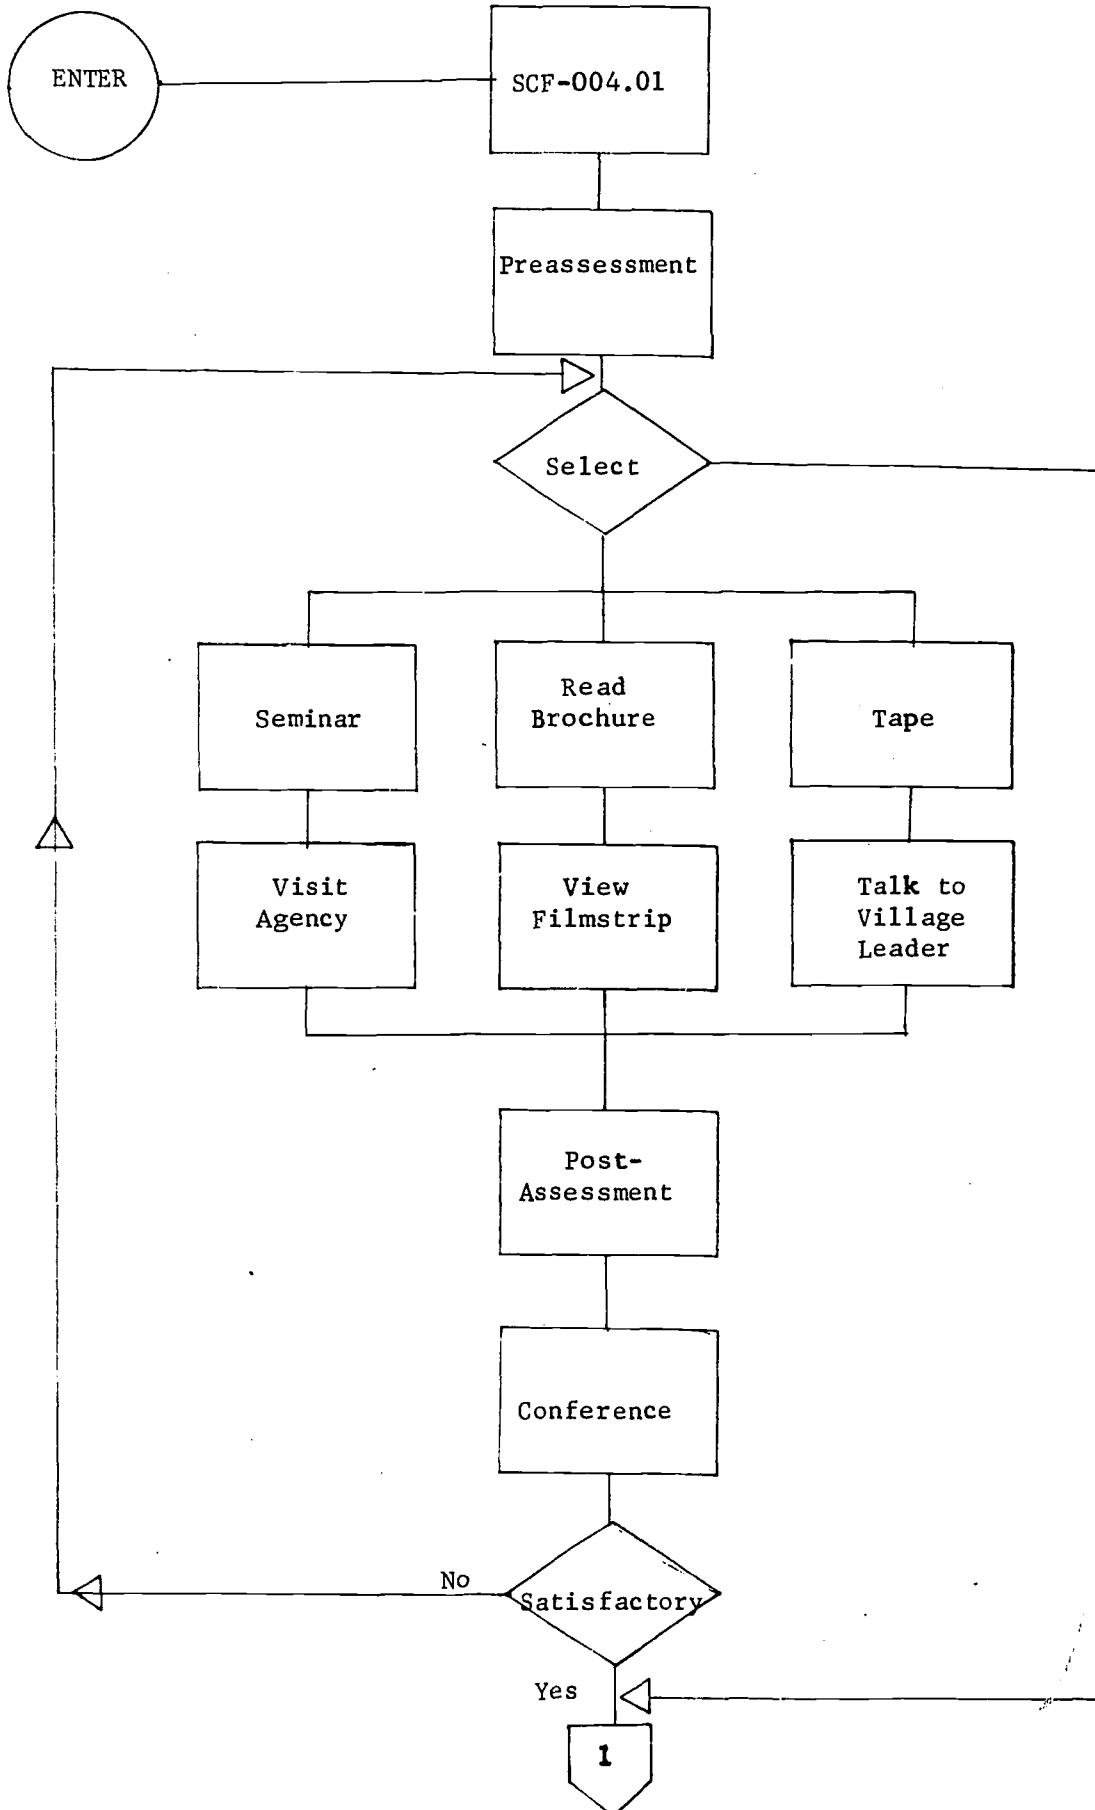 ENTER
SCF-004.01
Preassessment
Select
Seminar
Read
Brochure
Tape
Visit
Agency
View
Filmstrip
Talk to
Village
Leader
Post-
Assessment
Conference
No
Satisfactory
Yes
1